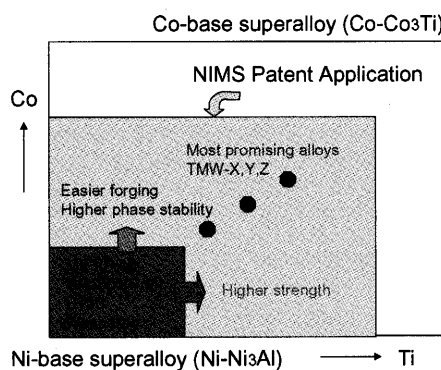 Co-base superalloy (Co-Co3Ti)
NIMS Patent Application
Co
Most promising alloys
TMW-X,Y,Z
Easier forging
Higher phase stability
Higher strength
Ni-base superalloy (Ni-Ni3Al)
Ti